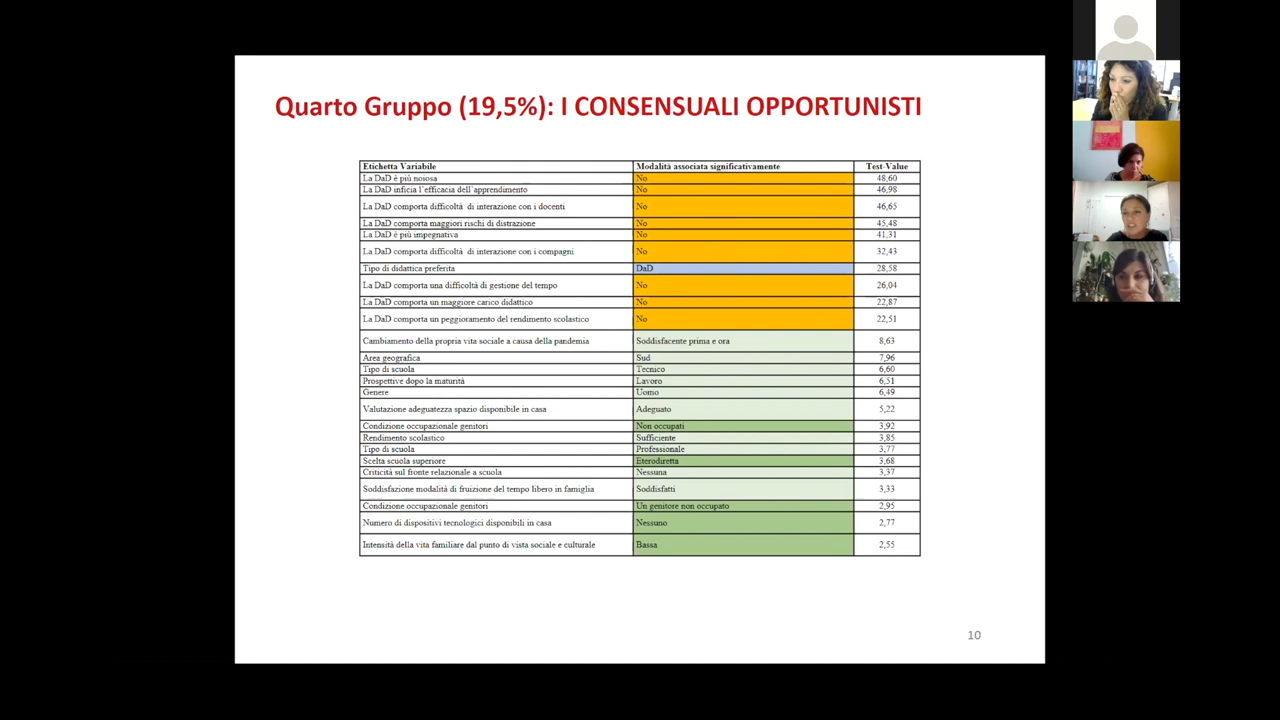 Quarto Gruppo (19,5%): I CONSENSUALI OPPORTUNISTI
Etichetta Variabile Modalità associata significativamente Test-Value
La DaD è più noiosa No 48,60
La DaD inficia l'efficacia dell'apprendimento No 46,98
La DaD comporta difficoltà di interazione con i docenti No 46,65
La DaD comporta maggiori rischi di distrazione No 45,48
La DaD è più impegnativa No 41,31
La DaD comporta difficoltà di interazione con i compagni No 32,43
Tipo di didattica preferita DaD 28,58
La DaD comporta una difficoltà di gestione del tempo No 26,04
La DaD comporta un maggiore carico didattico No 22,87
La DaD comporta un peggioramento del rendimento scolastico No 22,51
Cambiamento della propria vita sociale a causa della pandemia Soddisfacente prima e ora 8,63
Area geografica Sud 7,96
Tipo di scuola Tecnico 6,60
Prospettive dopo la maturità Lavoro 6,51
Genere Uomo 6,49
Valutazione adeguatezza spazio disponibile in casa Adeguato 5,22
Condizione occupazionale genitori Non occupati 3,92
Rendimento scolastico Sufficiente 3,85
Tipo di scuola Professionale 3,77
Scelta scuola superiore Eterodiretta 3,68
Criticità sul fronte relazionale a scuola Nessuna 3,37
Soddisfazione modalità di fruizione del tempo libero in famiglia Soddisfatti 3,33
Condizione occupazionale genitori Un genitore non occupato 2,95
Numero di dispositivi tecnologici disponibili in casa Nessuno 2,77
Intensità della vita familiare dal punto di vista sociale e culturale Bassa 2,55
10